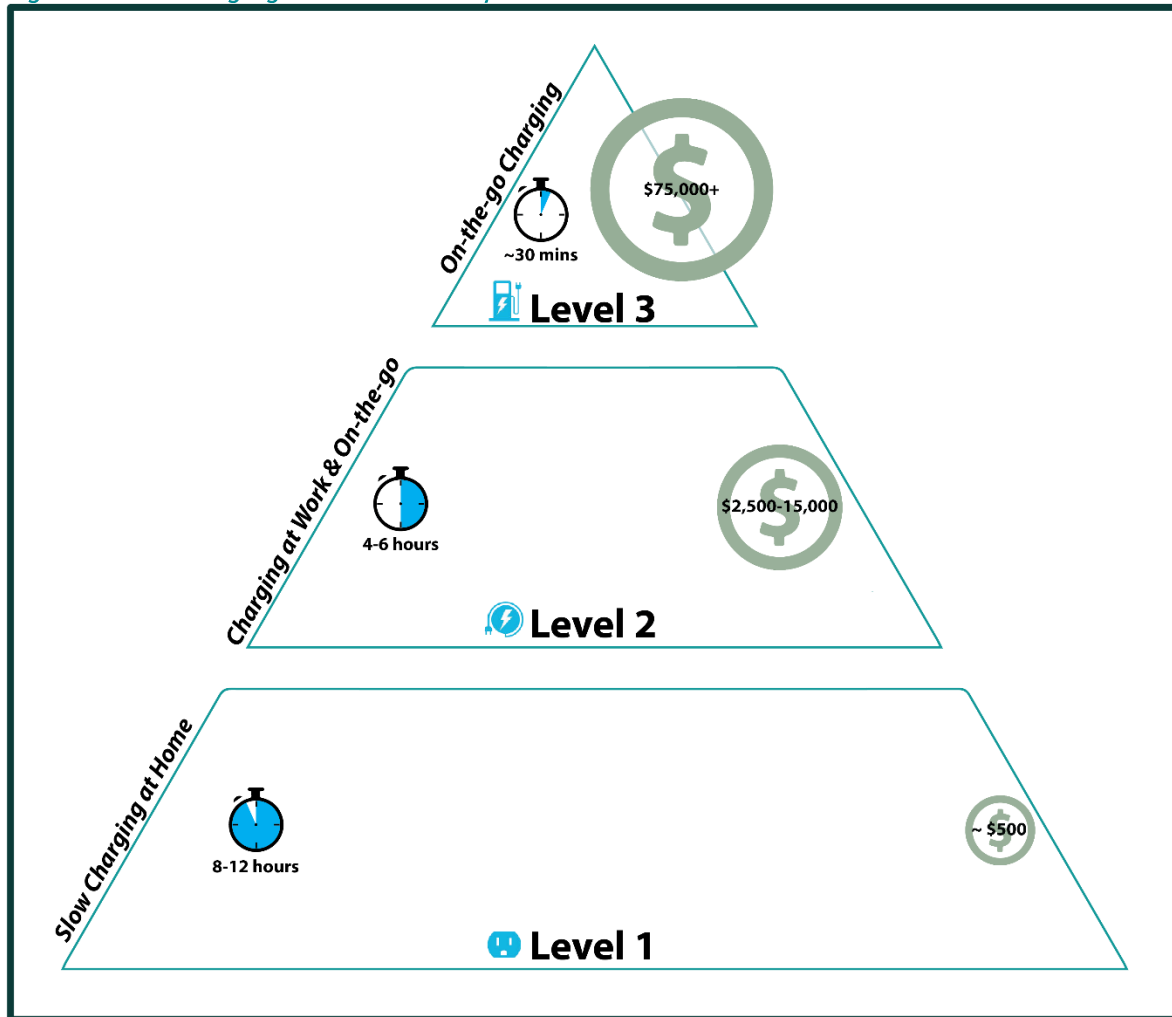 On-the-go Charging
$75,000+
~30 mins
Level 3
Charging at Work & On-the-go
$2,500-15,000
4-6 hours
Level 2
Slow Charging at Home
~ $500
8-12 hours
Level 1